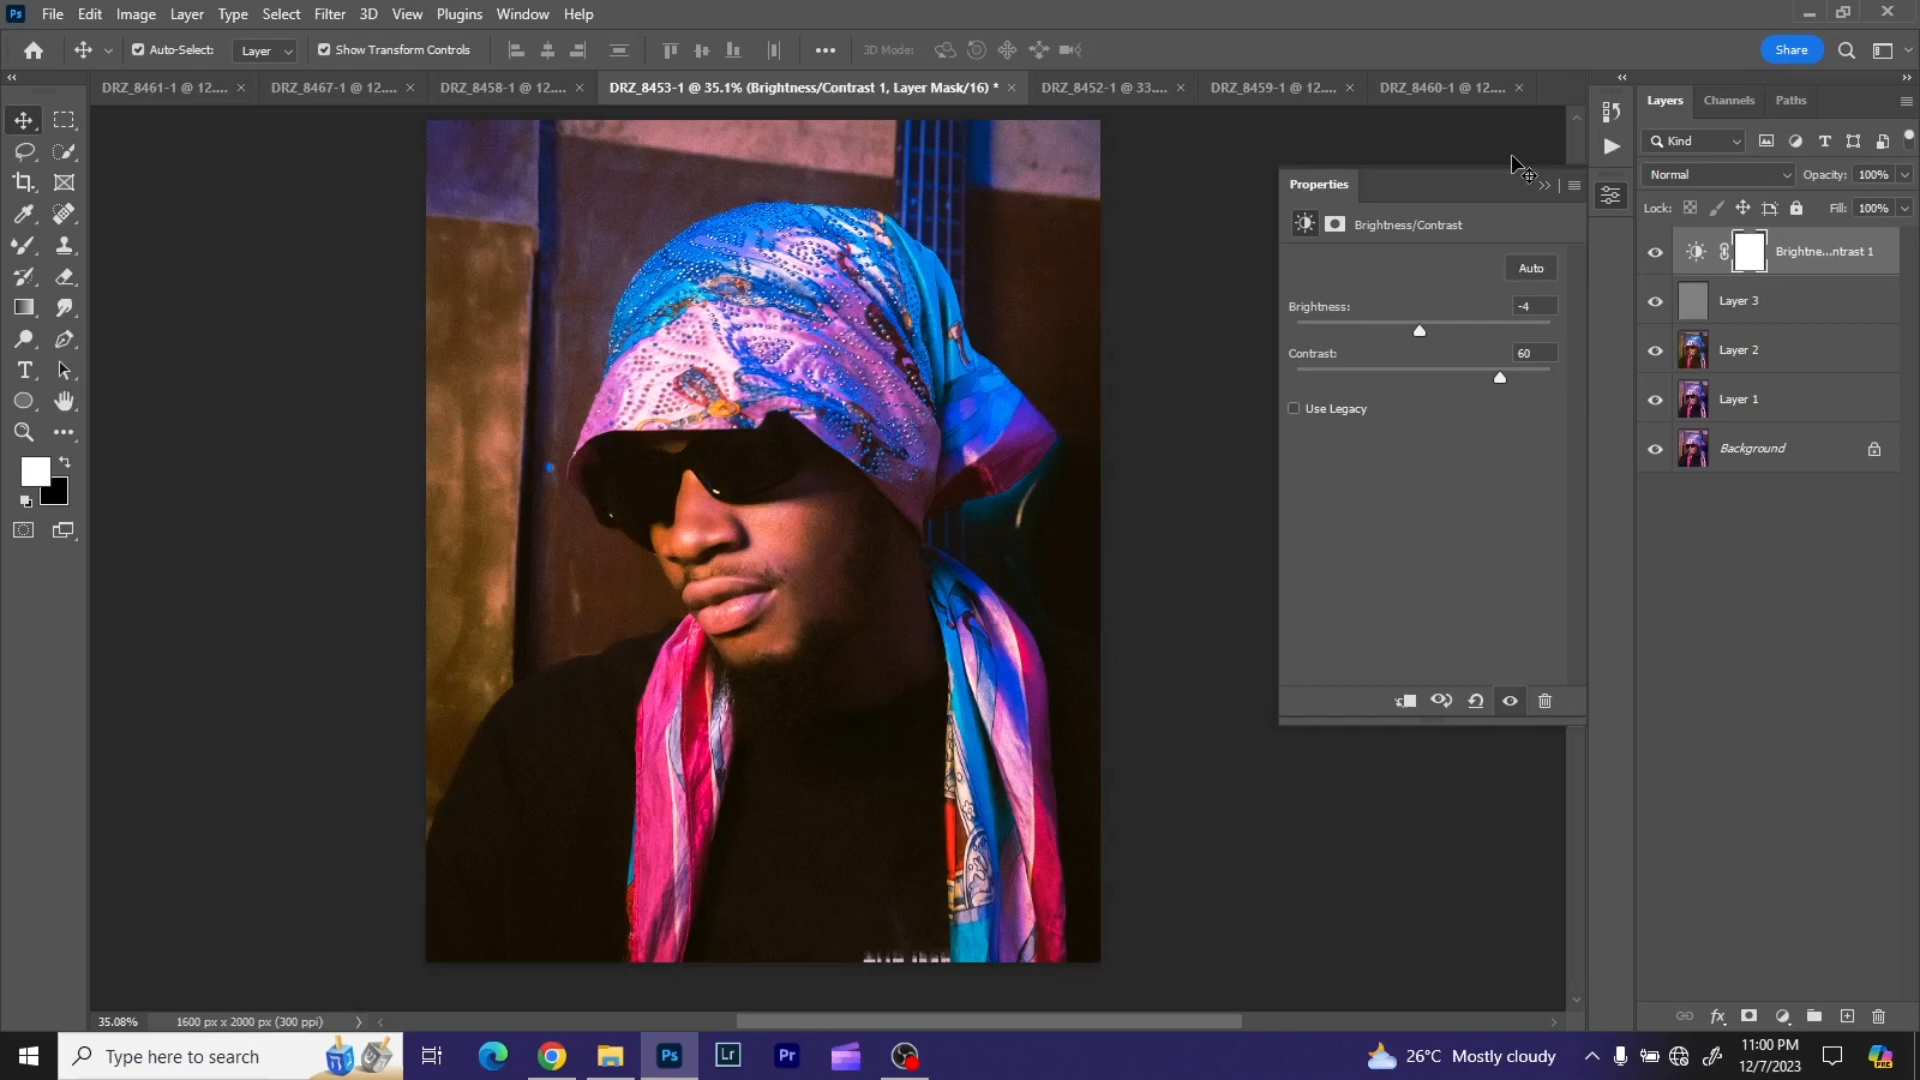 Ps File Edit Image Layer Type Select Filter 3D View Plugins Window Help
Auto-Select: Layer Show Transform Controls 3D Mode: Share
DRZ_8461-1 @ 12.... DRZ_8467-1 @ 12.... DRZ_8458-1 @ 12.... DRZ_8453-1 @ 35.1% (Brightness/Contrast 1, Layer Mask/16) * DRZ_8452-1 @ 33.... DRZ_8459-1 @ 12.... DRZ_8460-1 @ 12....
Layers Channels Paths
Kind
Normal Opacity: 100%
Lock: Fill: 100%
Brightne...ntrast 1
Layer 3
Layer 2
Layer 1
Background
Properties
Brightness/Contrast
Auto
Brightness: -4
Contrast: 60
Use Legacy
35.08% 1600 px x 2000 px (300 ppi)
Type here to search
Ps Lr Pr
26°C Mostly cloudy
11:00 PM
12/7/2023
PRE